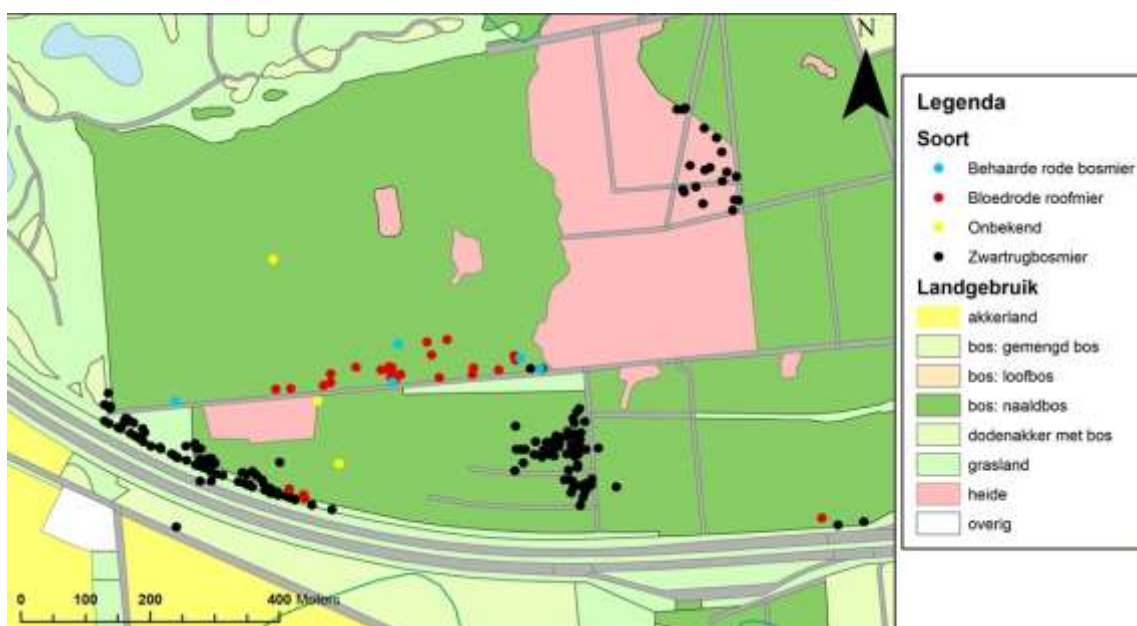 N
Legenda
Soort
Behaarde rode bosmier
Bloedrode roofmier
Onbekend
Zwartrugbosmier
Landgebruik
akkerland
bos: gemengd bos
bos: loofbos
bos: naaldbos
dodenakker met bos
grasland
heide
overig
0 100 200 400 Meters